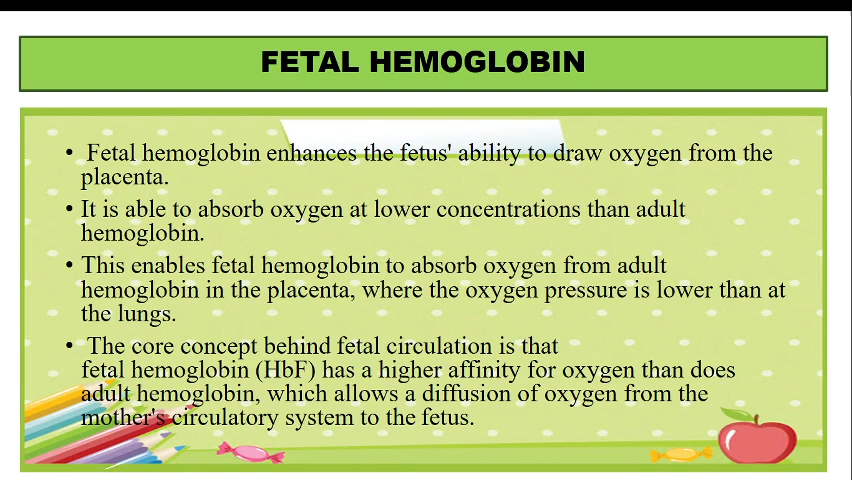 FETAL HEMOGLOBIN
• Fetal hemoglobin enhances the fetus' ability to draw oxygen from the
placenta.
• It is able to absorb oxygen at lower concentrations than adult
hemoglobin.
• This enables fetal hemoglobin to absorb oxygen from adult
hemoglobin in the placenta, where the oxygen pressure is lower than at
the lungs.
• The core concept behind fetal circulation is that
fetal hemoglobin (HbF) has a higher affinity for oxygen than does
adult hemoglobin, which allows a diffusion of oxygen from the
mother's circulatory system to the fetus.